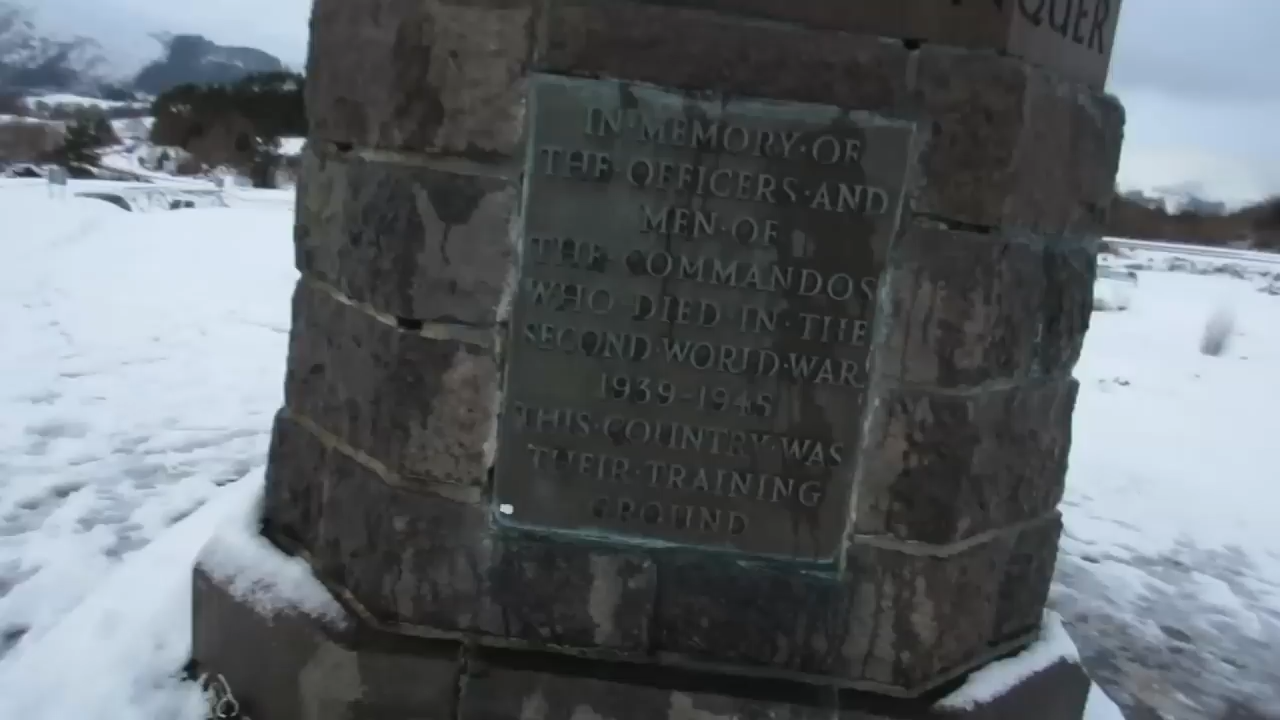 QUER
IN·MEMORY·OF
THE OFFICERS·AND
MEN·OF
THE COMMANDOS
WHO·DIED·IN·THE
SECOND·WORLD·WAR
1939-1945
THIS·COUNTRY·WAS
THEIR·TRAINING
GROUND